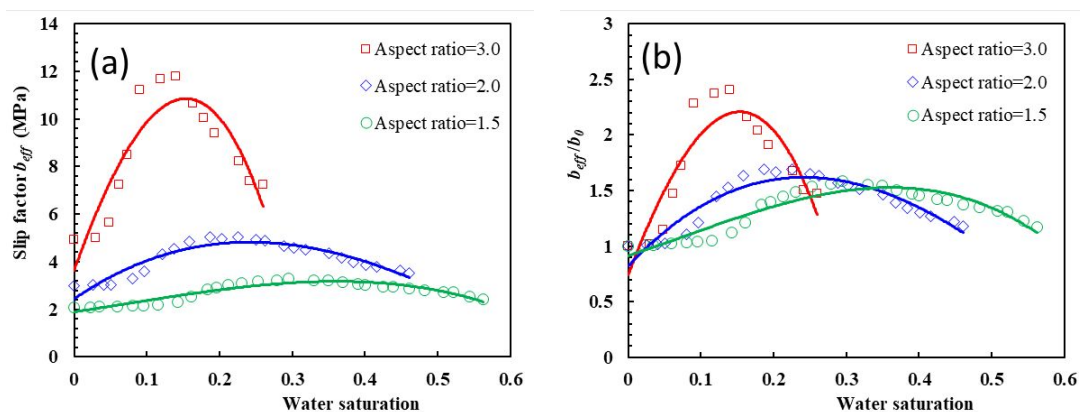 14
12
10
8
6
4
2
0
Slip factor b_eff (MPa)
(a)
Aspect ratio=3.0
Aspect ratio=2.0
Aspect ratio=1.5
0 0.1 0.2 0.3 0.4 0.5 0.6
Water saturation
3
2.5
2
1.5
1
0.5
0
b_eff/b_0
(b)
Aspect ratio=3.0
Aspect ratio=2.0
Aspect ratio=1.5
0 0.1 0.2 0.3 0.4 0.5 0.6
Water saturation